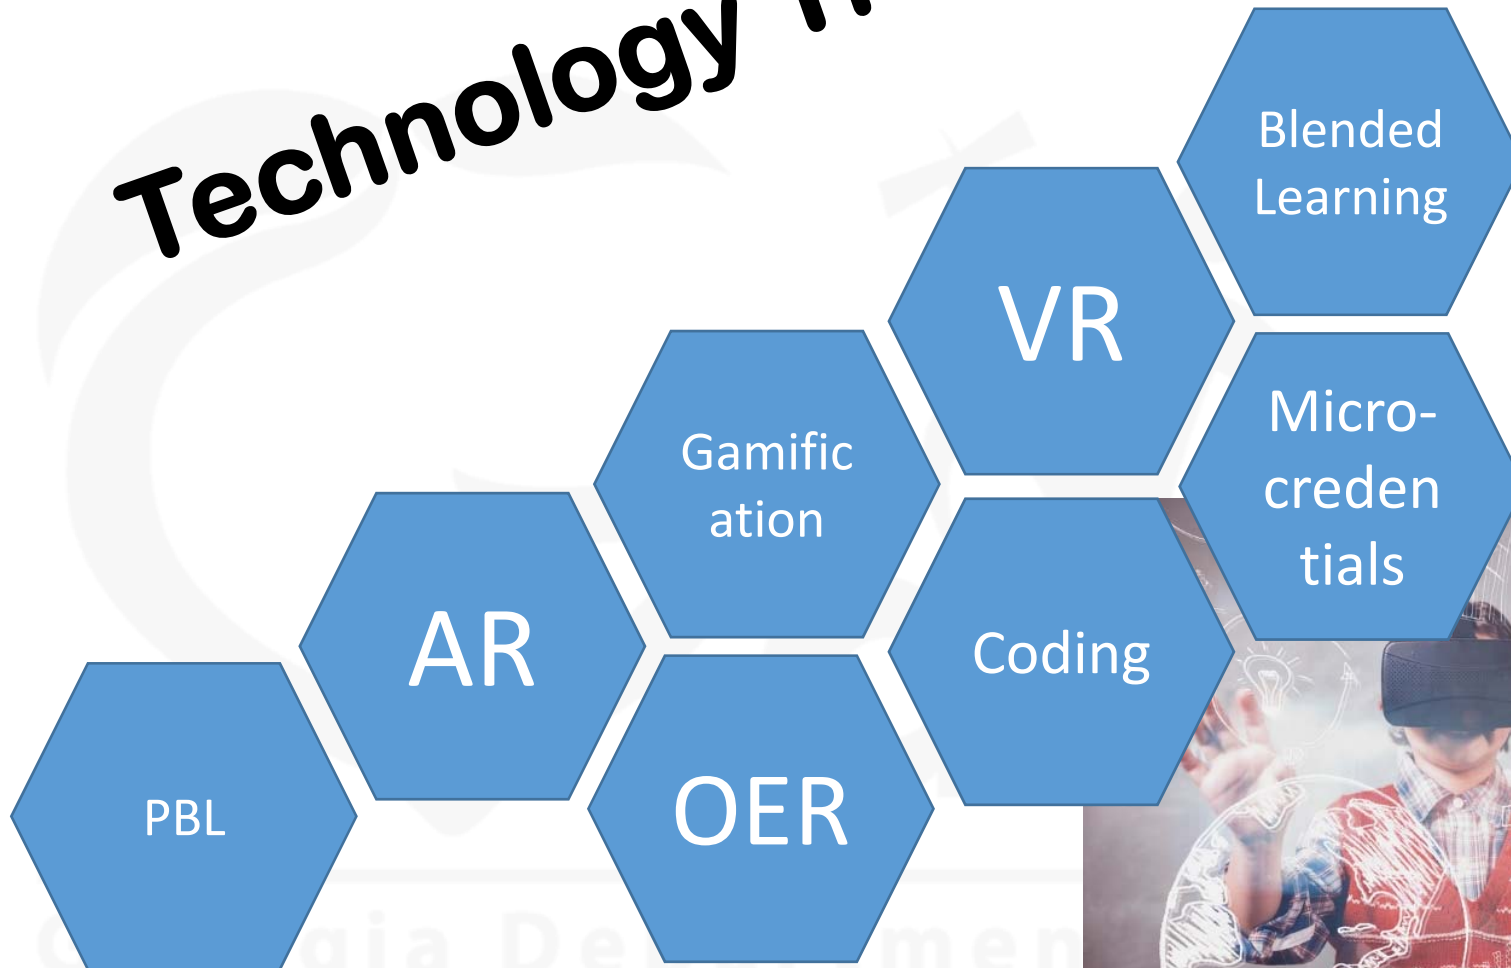 Technology
Blended
Learning
VR
Micro-
creden
tials
Gamific
ation
AR
Coding
OER
PBL